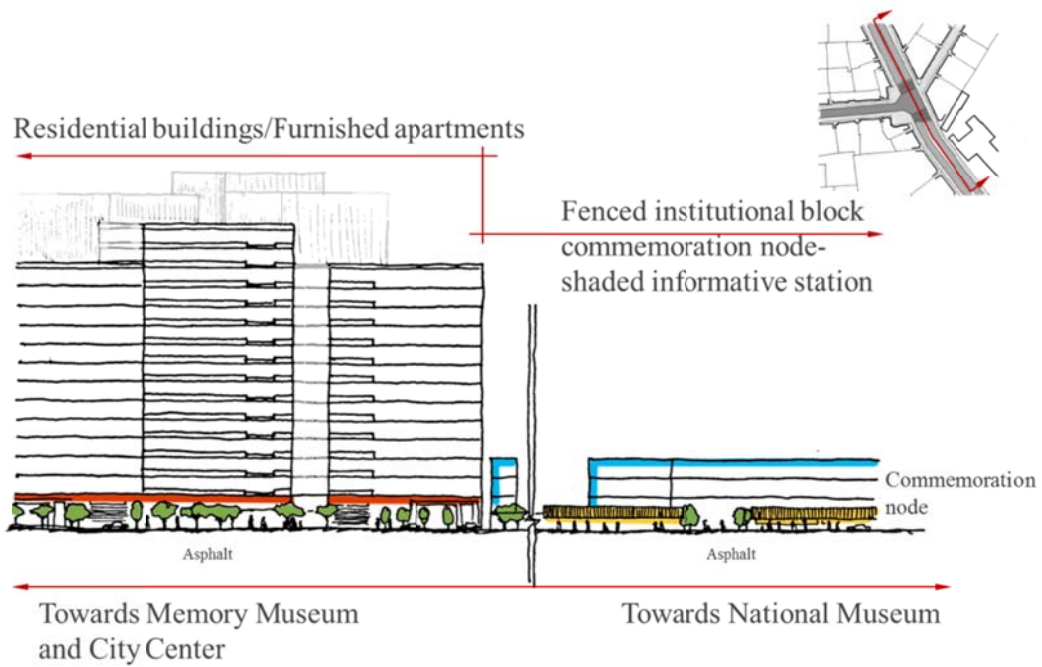 Residential buildings/Furnished apartments
Fenced institutional block
commemoration node-
shaded informative station
Commemoration
node
Asphalt
Asphalt
Towards Memory Museum
and City Center
Towards National Museum